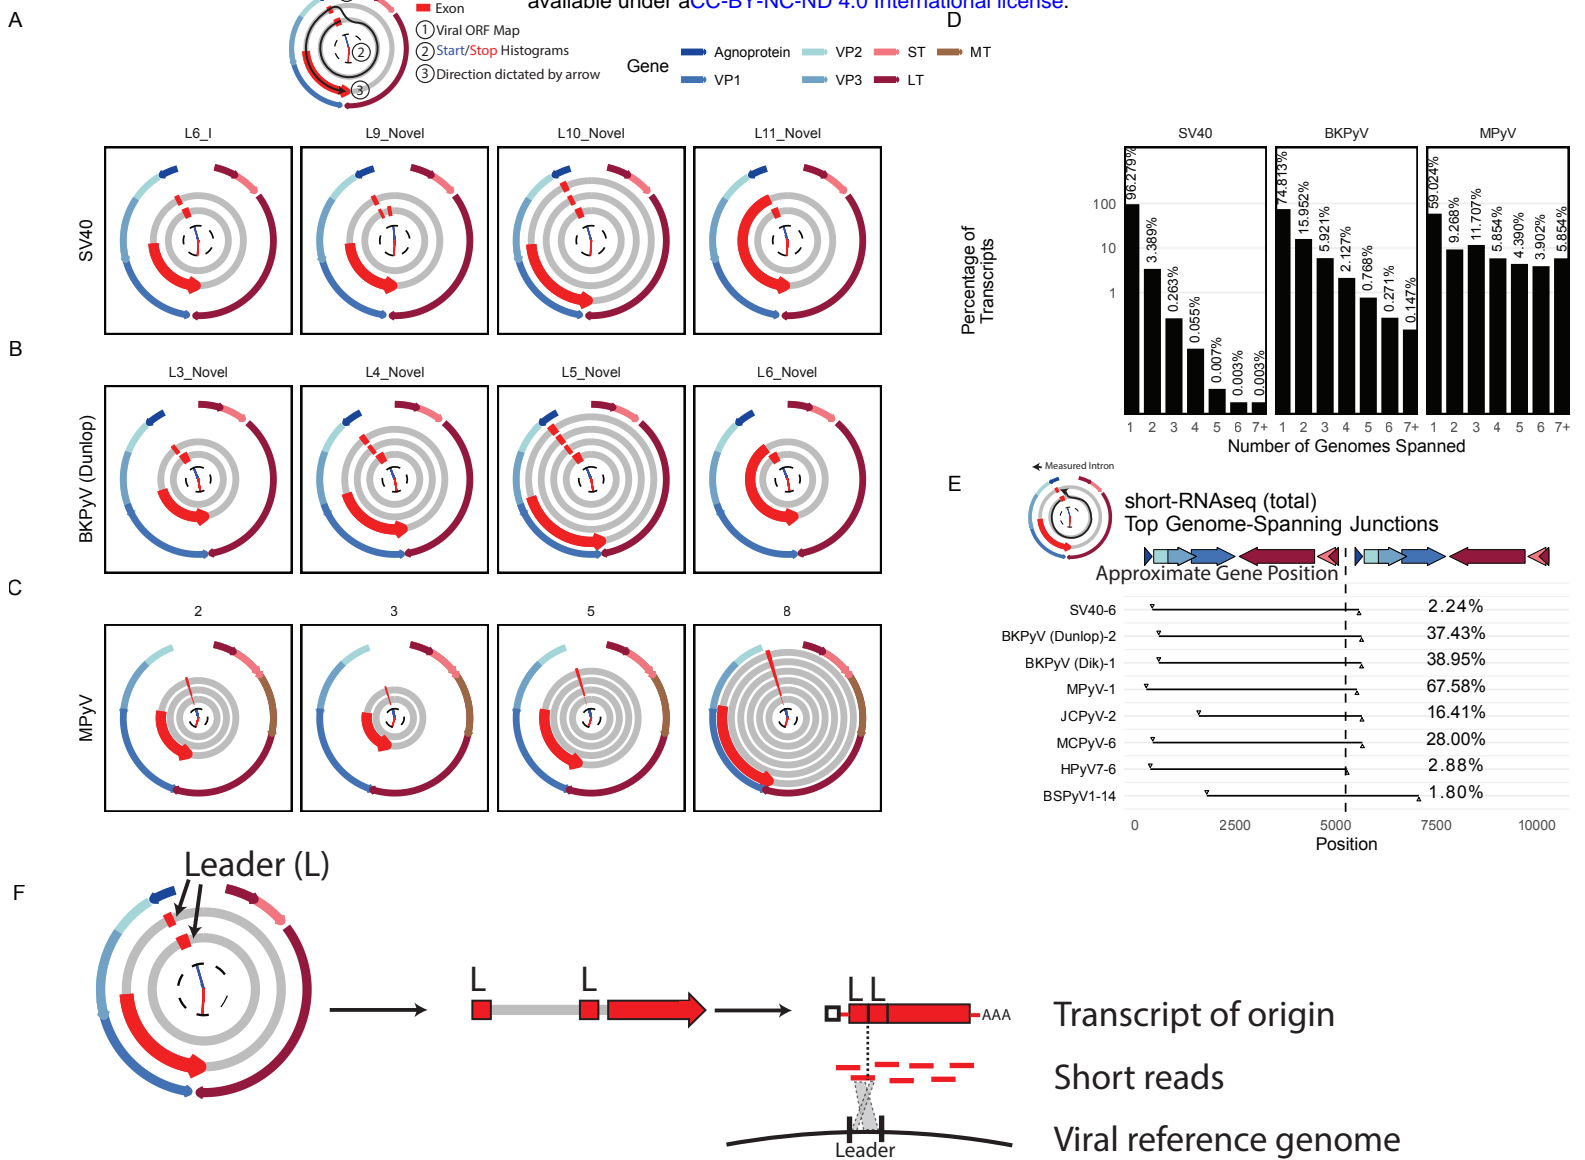 available under aCC-BY-NC-ND 4.0 International license.
A
Exon
1 Viral ORF Map
2 Start/Stop Histograms
3 Direction dictated by arrow
2
3
Gene
Agnoprotein
VP2
ST
MT
VP1
VP3
LT
L6_I
L9_Novel
L10_Novel
L11_Novel
SV40
B
L3_Novel
L4_Novel
L5_Novel
L6_Novel
BKPyV (Dunlop)
C
2
3
5
8
MPyV
D
SV40
BKPyV
MPyV
Percentage of
Transcripts
100
10
1
96.279%
3.389%
0.263%
0.055%
0.007%
0.003%
0.003%
74.813%
15.952%
5.921%
2.127%
0.768%
0.271%
0.147%
59.024%
9.268%
11.707%
5.854%
4.390%
3.902%
5.854%
1 2 3 4 5 6 7+
1 2 3 4 5 6 7+
1 2 3 4 5 6 7+
Number of Genomes Spanned
E
Measured Intron
short-RNAseq (total)
Top Genome-Spanning Junctions
Approximate Gene Position
SV40-6 2.24%
BKPyV (Dunlop)-2 37.43%
BKPyV (Dik)-1 38.95%
MPyV-1 67.58%
JCPyV-2 16.41%
MCPyV-6 28.00%
HPyV7-6 2.88%
BSPyV1-14 1.80%
0 2500 5000 7500 10000
Position
F
Leader (L)
L
L
L L
AAA
Transcript of origin
Short reads
Viral reference genome
Leader